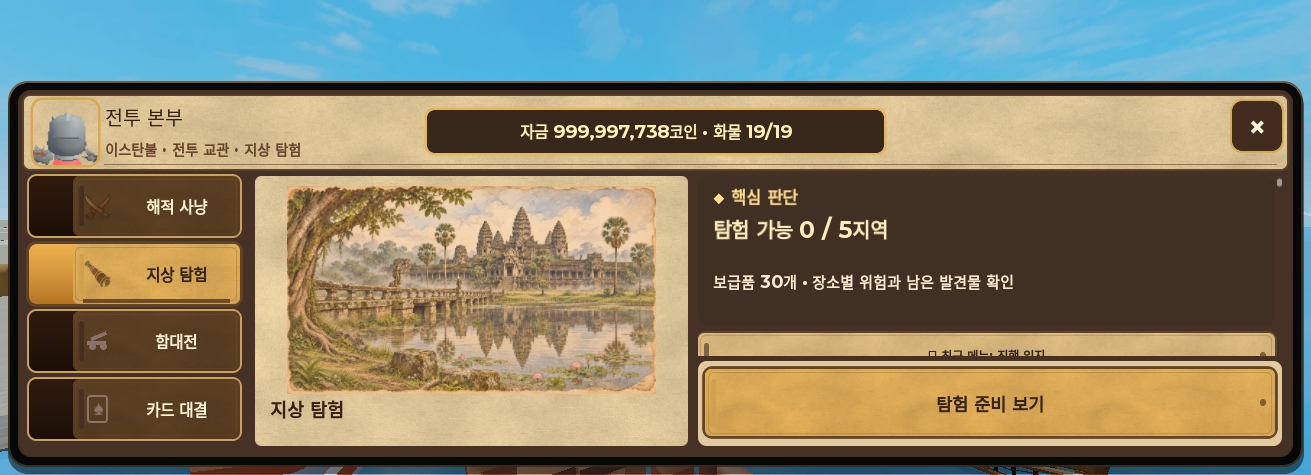 전투 본부
이스탄불 • 전투 교관 • 지상 탐험
자금 999,997,738코인 • 화물 19/19
×
해적 사냥
지상 탐험
함대전
카드 대결
지상 탐험
◆ 핵심 판단
탐험 가능 0 / 5지역
보급품 30개 • 장소별 위험과 남은 발견물 확인
탐험 준비 보기